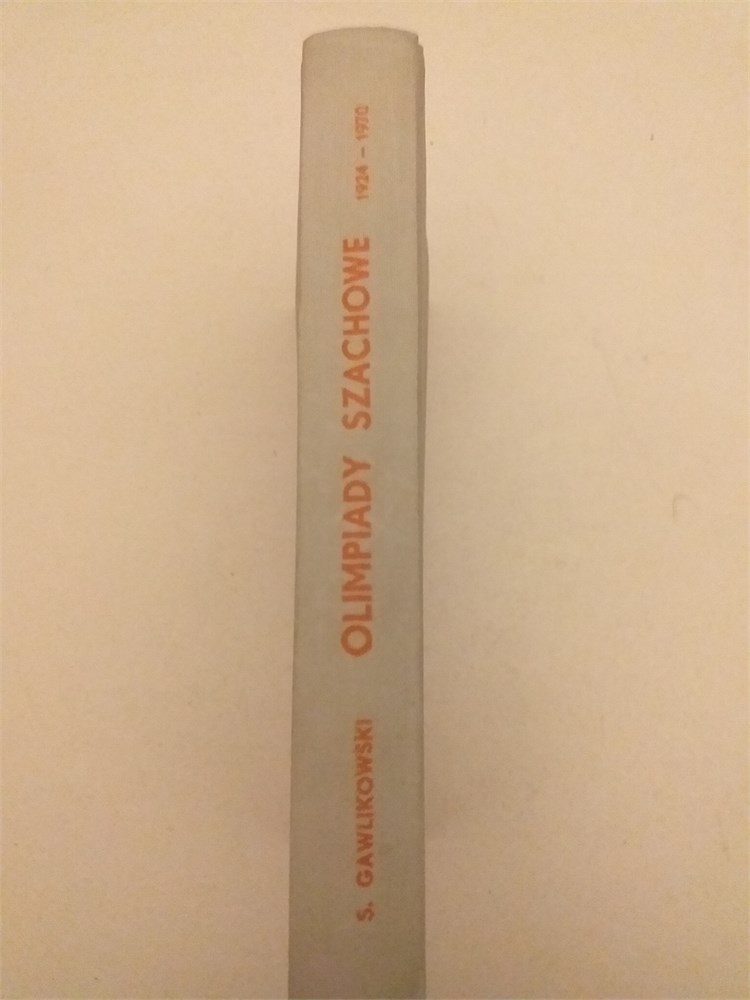 S. GAWLIKOWSKI OLIMPIADY SZACHOWE 1924 – 1970